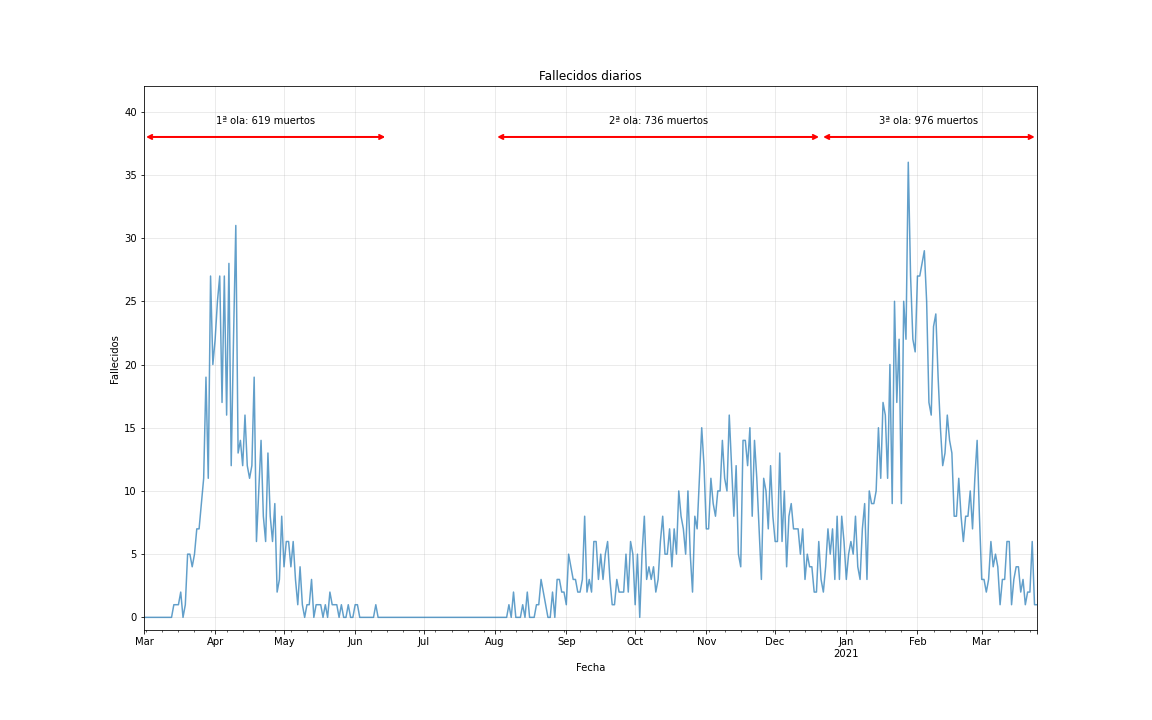 Fallecidos diarios
40
1ª ola: 619 muertos
2ª ola: 736 muertos
3ª ola: 976 muertos
35
30
25
20
15
10
5
0
Fallecidos
Mar
Apr
May
Jun
Jul
Aug
Sep
Oct
Nov
Dec
Jan
2021
Feb
Mar
Fecha